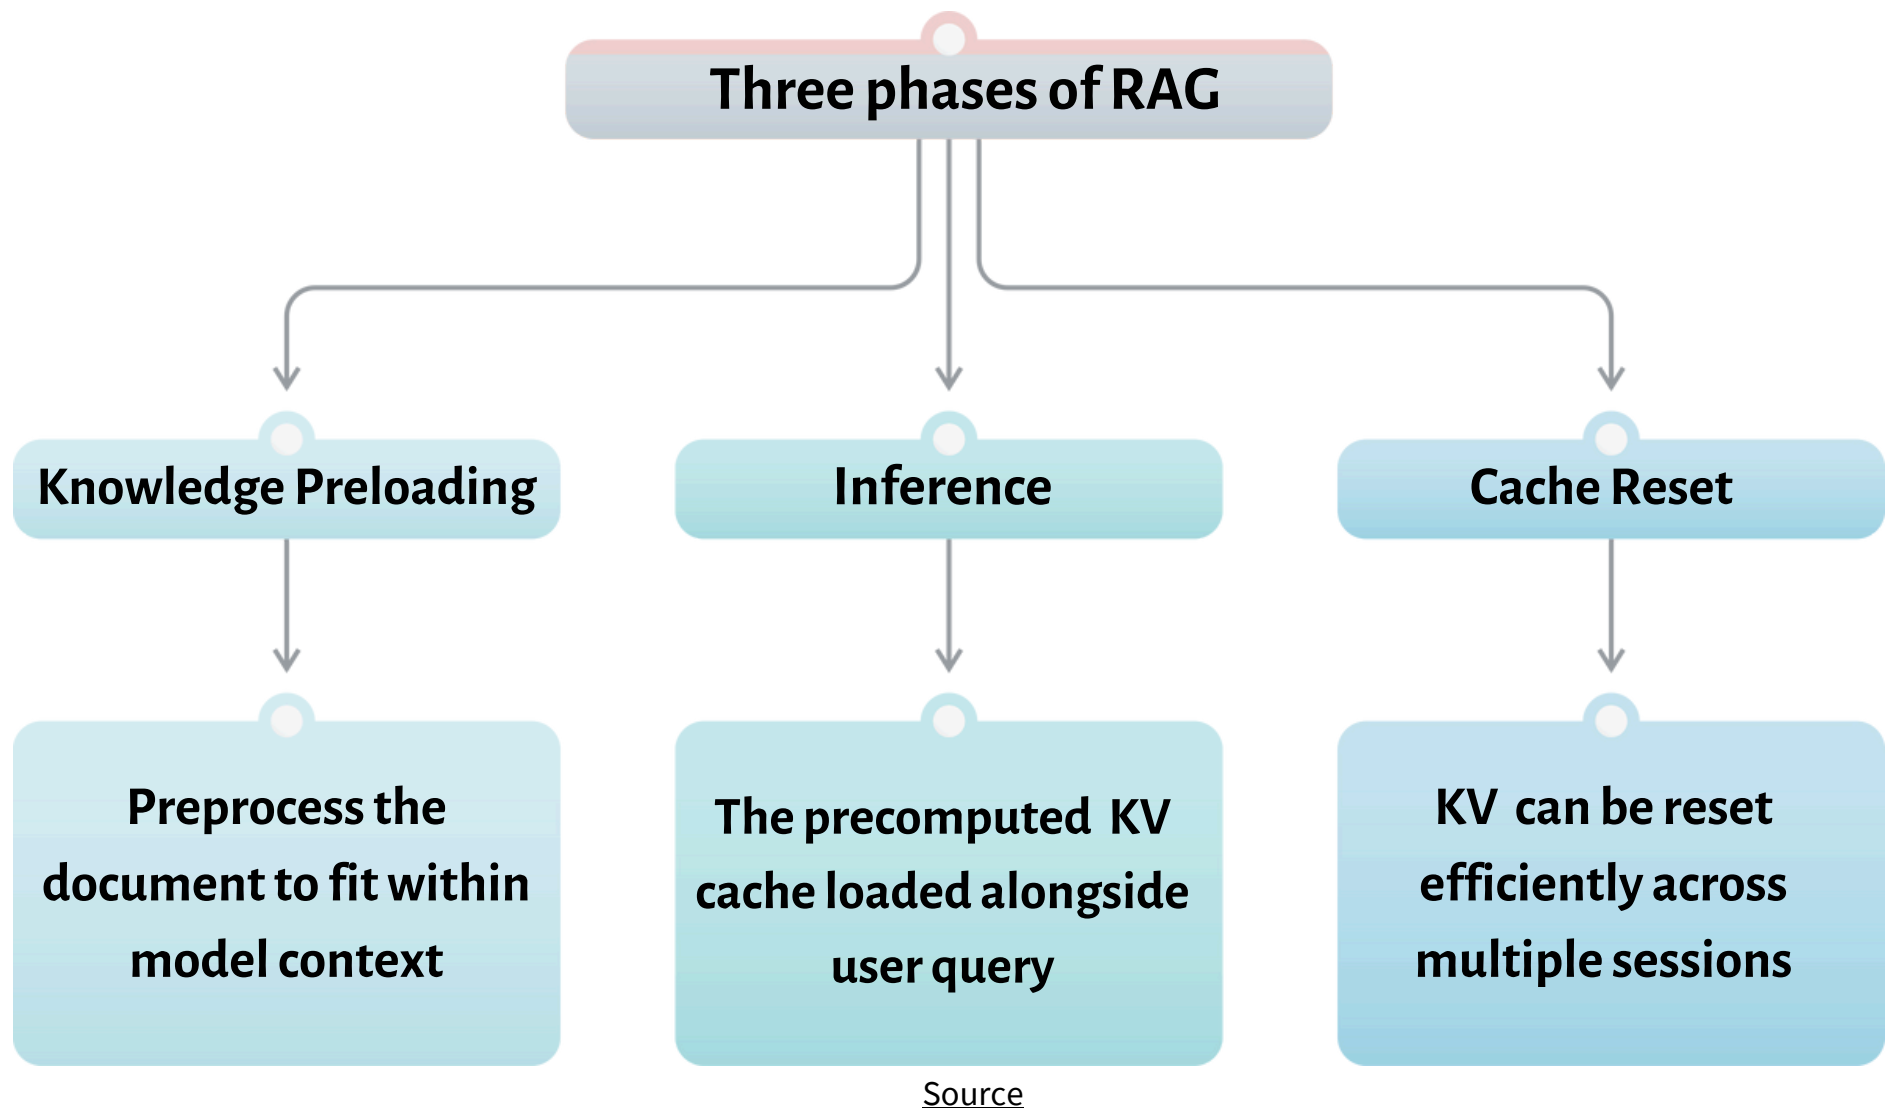 Three phases of RAG
Knowledge Preloading
Inference
Cache Reset
Preprocess the
document to fit within
model context
The precomputed KV
cache loaded alongside
user query
KV can be reset
efficiently across
multiple sessions
Source